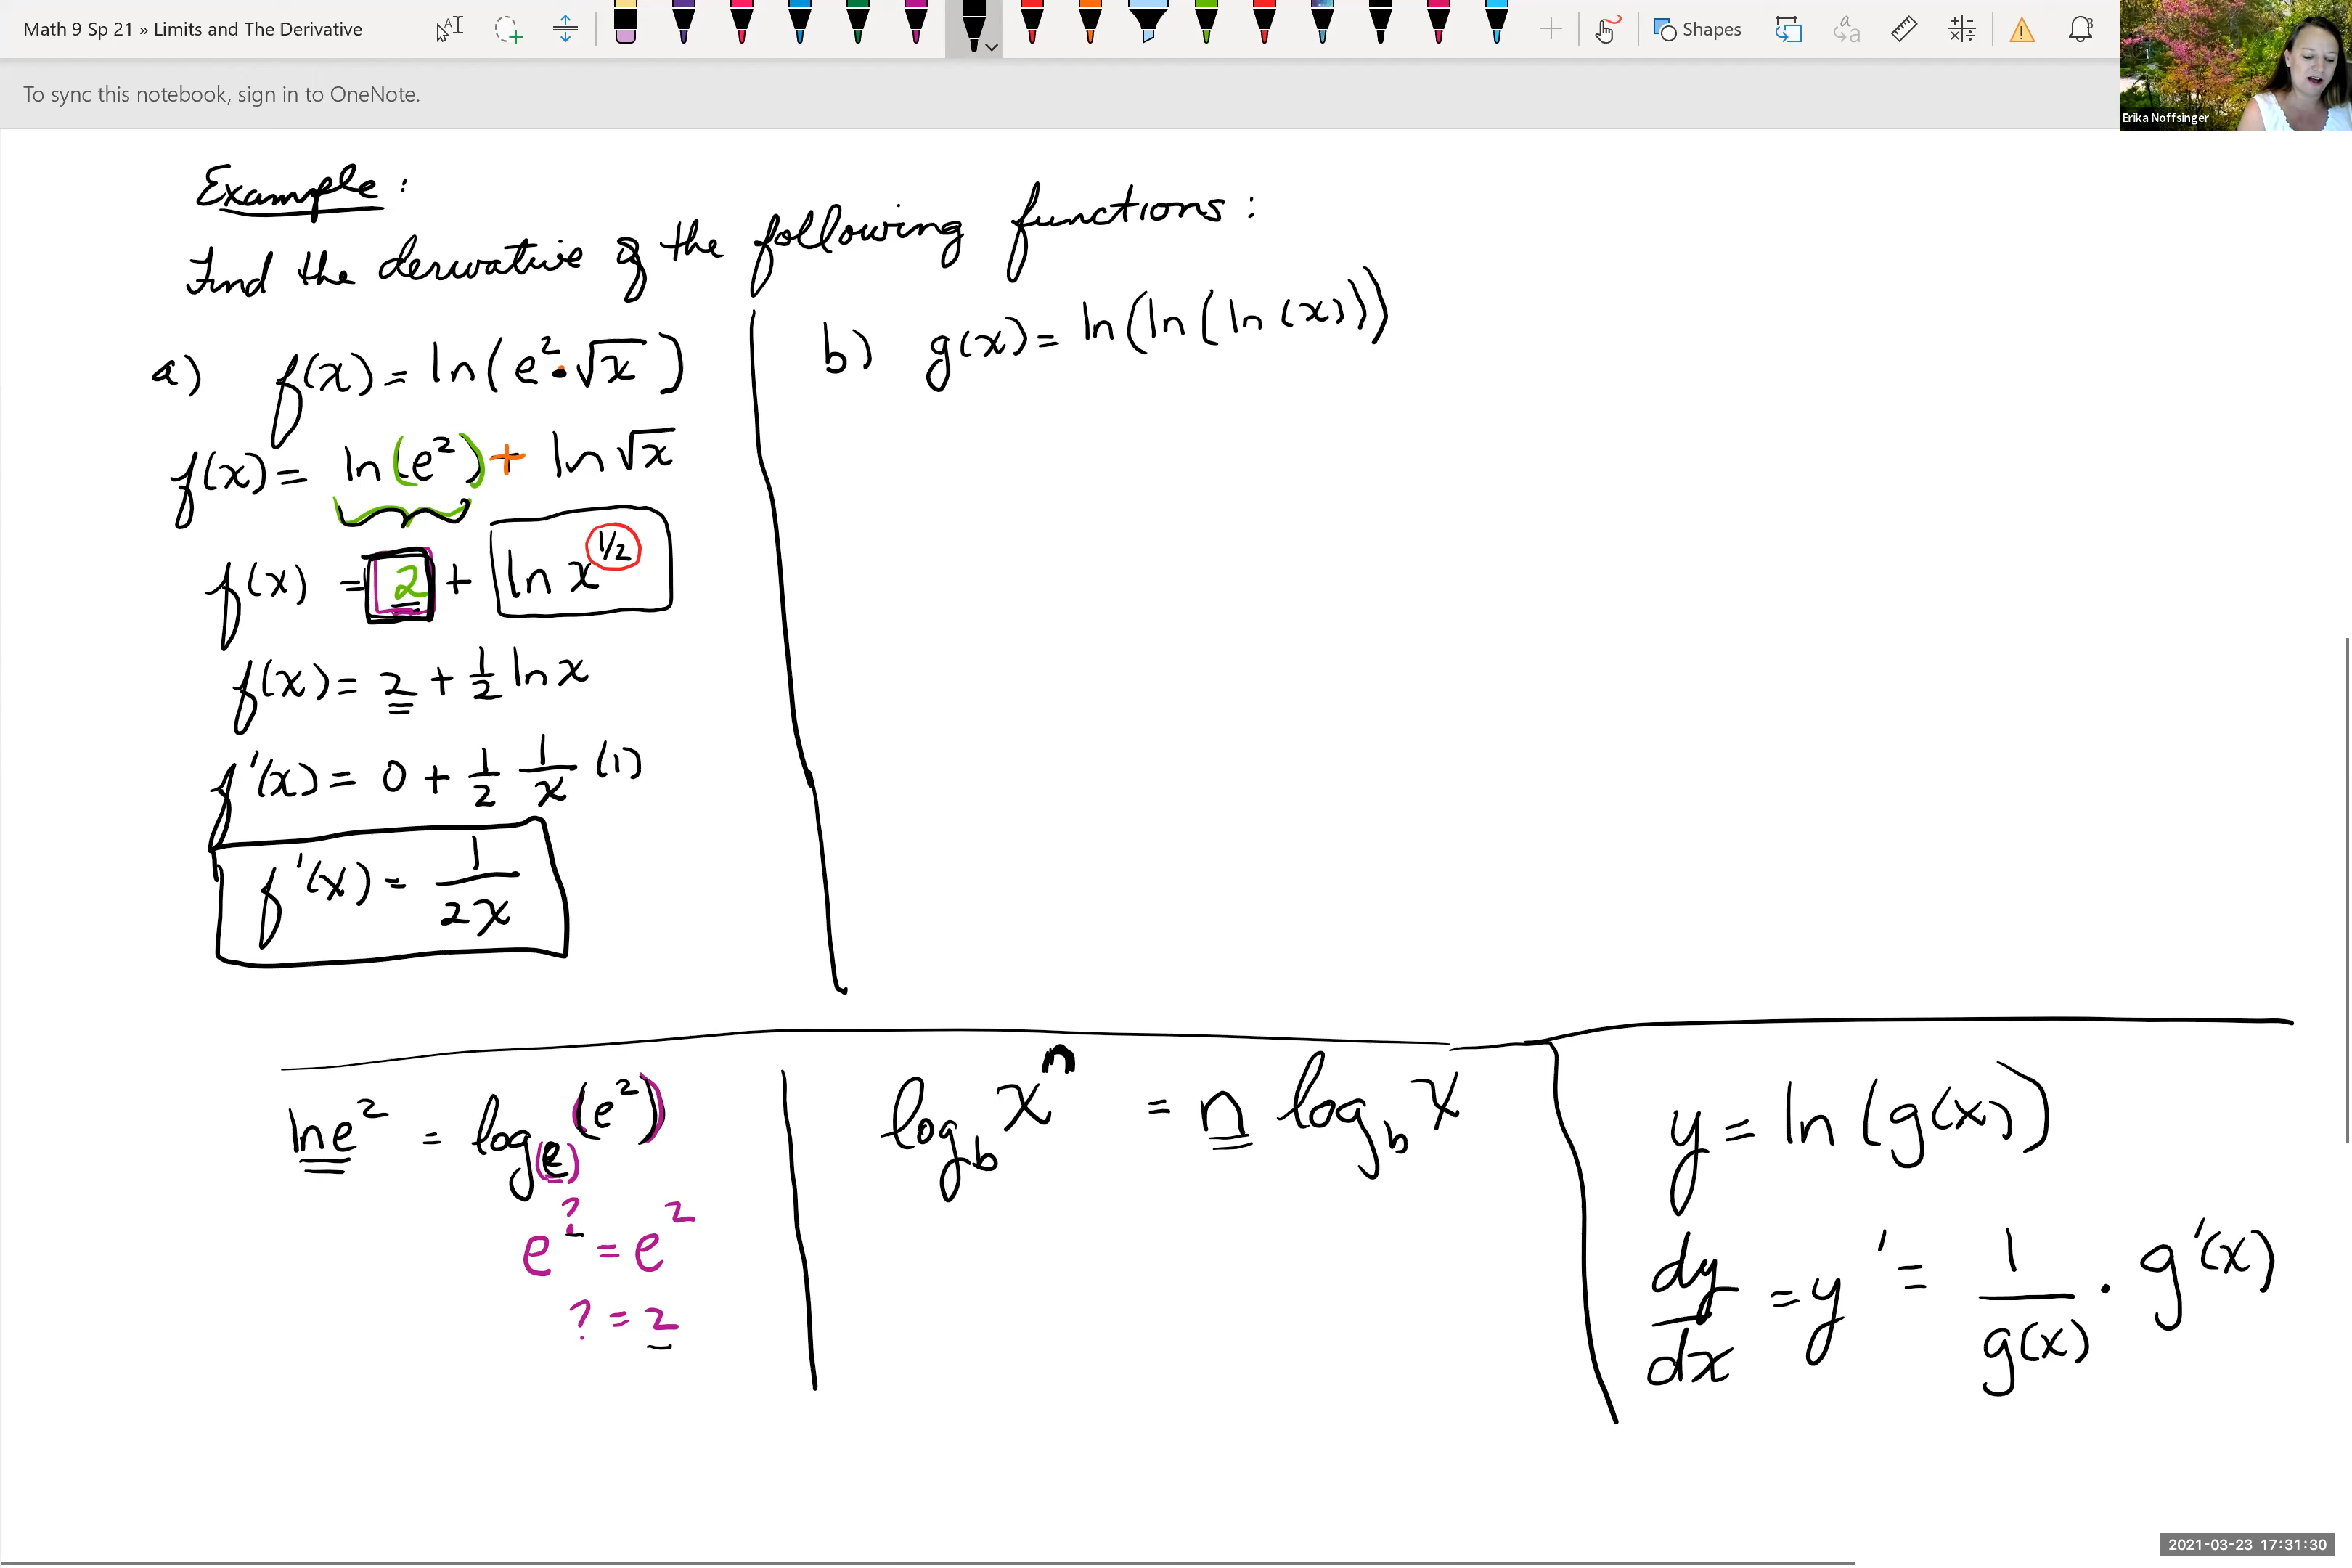 Math 9 Sp 21 » Limits and The Derivative
Shapes
To sync this notebook, sign in to OneNote.
Erika Noffsinger
Example:
Find the derivative of the following functions:
a) f(x) = ln(e²·√x)
f(x) = ln(e²) + ln √x
f(x) = 2 + ln x^(1/2)
f(x) = 2 + 1/2 ln x
f'(x) = 0 + 1/2 1/x (1)
f'(x) = 1/(2x)
b) g(x) = ln(ln(ln(x)))
ln e² = log_(e)(e²)
e^? = e²
? = 2
log_b x^n = n log_b x
y = ln(g(x))
dy/dx = y' = 1/g(x) · g'(x)
2021-03-23 17:31:30